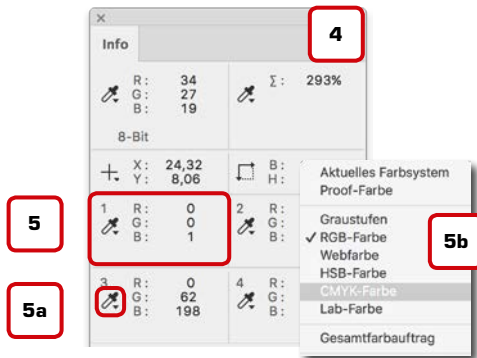 4
Info
R: 34 Σ: 293%
G: 27
B: 19
8-Bit
X: 24,32 B:
Y: 8,06 H:
5
1 R: 0 2 R:
G: 0 G:
B: 1 B:
5a
3 R: 0 4 R:
G: 62 G:
B: 198 B:
Aktuelles Farbsystem
Proof-Farbe
Graustufen
✓ RGB-Farbe
Webfarbe
HSB-Farbe
CMYK-Farbe
Lab-Farbe
Gesamtfarbauftrag
5b